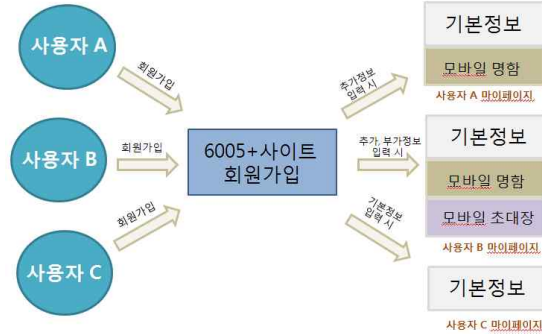 사용자 A
회원가입
추가정보
입력 시
기본정보
모바일 명함
사용자 A 마이페이지
사용자 B
회원가입
6005+사이트
회원가입
추가, 부가정보
입력 시
기본정보
모바일 명함
모바일 초대장
사용자 B 마이페이지
사용자 C
회원가입
기본정보
입력 시
기본정보
사용자 C 마이페이지